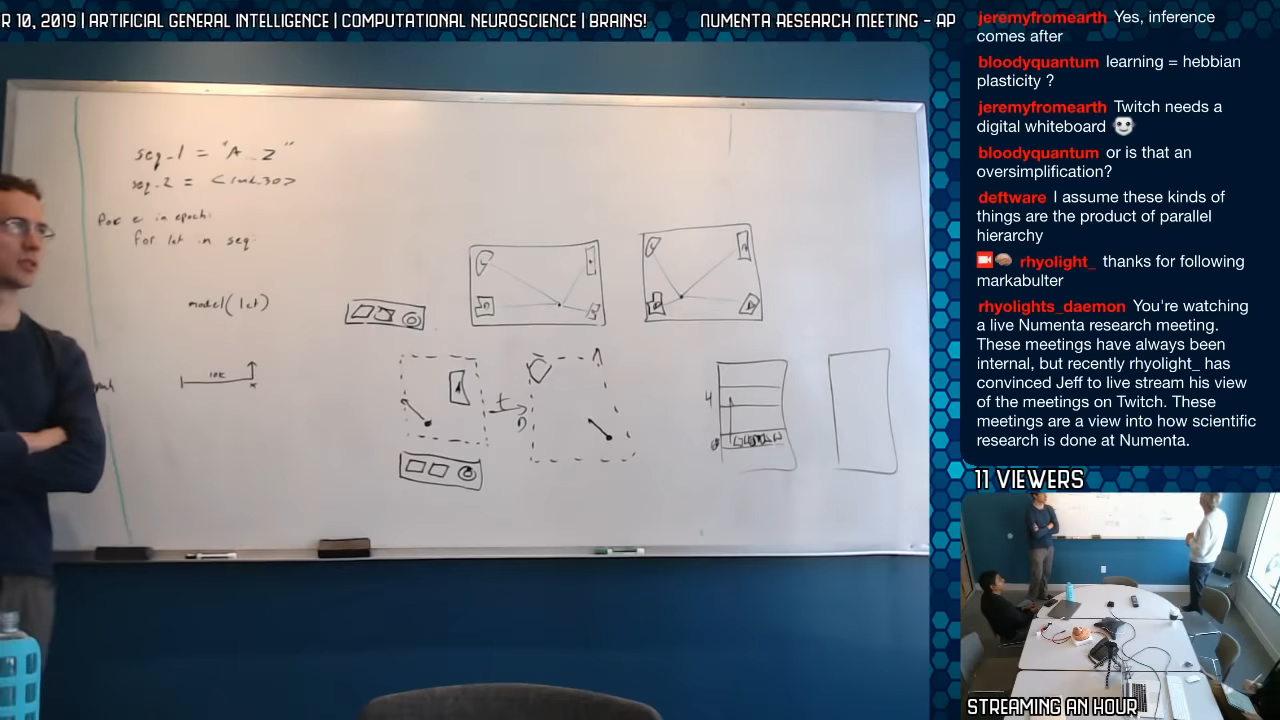 R 10, 2019 | ARTIFICIAL GENERAL INTELLIGENCE | COMPUTATIONAL NEUROSCIENCE | BRAINS!
NUMENTA RESEARCH MEETING - AP
seq_1 = "A..Z"
seq_2 =
For e in epoch:
for let in seq:
model(let)
10k
x
t
4
0
jeremyfromearth Yes, inference
comes after
bloodyquantum learning = hebbian
plasticity ?
jeremyfromearth Twitch needs a
digital whiteboard
bloodyquantum or is that an
oversimplification?
deftware I assume these kinds of
things are the product of parallel
hierarchy
rhyolight_ thanks for following
markabulter
rhyolights_daemon You're watching
a live Numenta research meeting.
These meetings have always been
internal, but recently rhyolight_ has
convinced Jeff to live stream his view
of the meetings on Twitch. These
meetings are a view into how scientific
research is done at Numenta.
11 VIEWERS
STREAMING AN HOUR